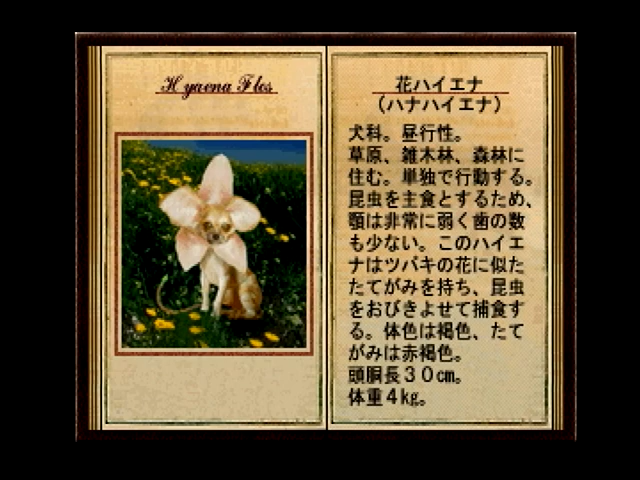 Hyaena Flos
花ハイエナ
（ハナハイエナ）
犬科。昼行性。
草原、雑木林、森林に
住む。単独で行動する。
昆虫を主食とするため、
顎は非常に弱く歯の数
も少ない。このハイエ
ナはツバキの花に似た
たてがみを持ち、昆虫
をおびきよせて捕食す
る。体色は褐色、たて
がみは赤褐色。
頭胴長３０cm。
体重４kg。